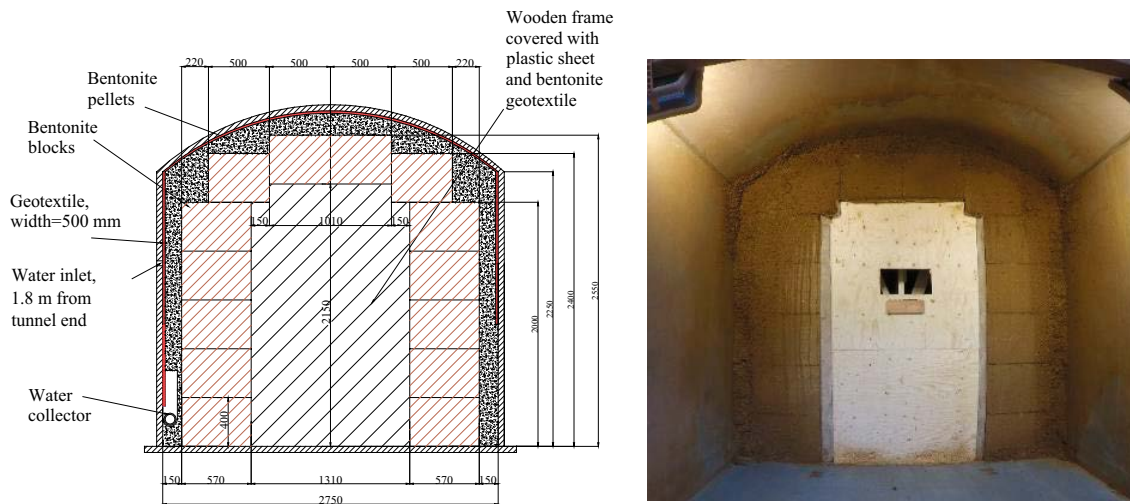 Wooden frame
covered with
plastic sheet
and bentonite
geotextile
220 500 500 500 500 220
Bentonite
pellets
Bentonite
blocks
Geotextile,
width=500 mm
Water inlet,
1.8 m from
tunnel end
Water
collector
150 1010 150
2150
400
2000
2250
2400
2550
150 570 1310 570 150
2750